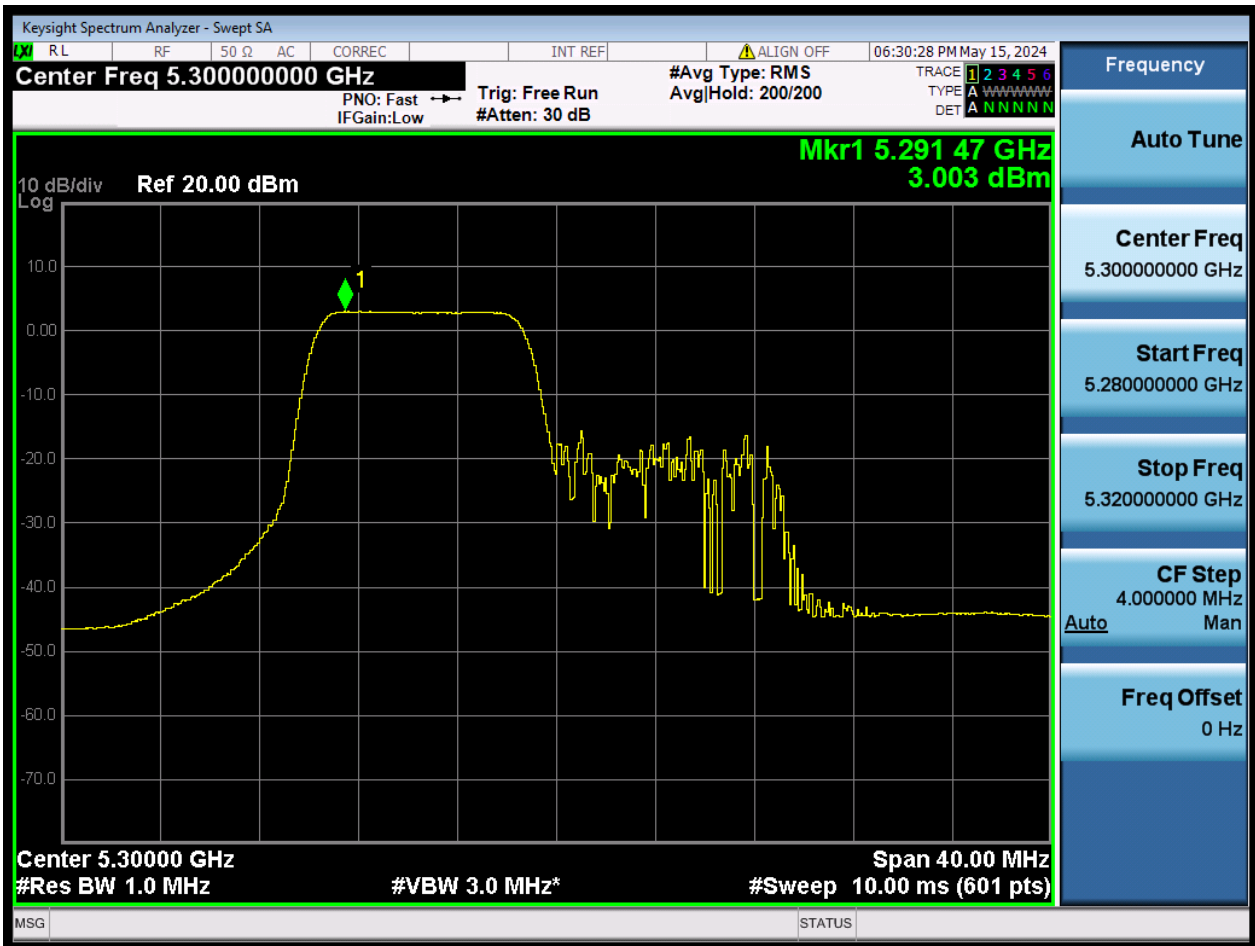 Keysight Spectrum Analyzer - Swept SA
LXI RL RF 50 Ω AC CORREC INT REF ALIGN OFF 06:30:28 PM May 15, 2024
Center Freq 5.300000000 GHz
PNO: Fast
IFGain:Low
Trig: Free Run
#Atten: 30 dB
#Avg Type: RMS
Avg|Hold: 200/200
TRACE 1 2 3 4 5 6
TYPE A WWWWW
DET A N N N N N
Mkr1 5.291 47 GHz
3.003 dBm
10 dB/div Ref 20.00 dBm
Log
1
10.0
0.00
-10.0
-20.0
-30.0
-40.0
-50.0
-60.0
-70.0
Center 5.30000 GHz Span 40.00 MHz
#Res BW 1.0 MHz #VBW 3.0 MHz* #Sweep 10.00 ms (601 pts)
MSG STATUS
Frequency
Auto Tune
Center Freq
5.300000000 GHz
Start Freq
5.280000000 GHz
Stop Freq
5.320000000 GHz
CF Step
4.000000 MHz
Auto Man
Freq Offset
0 Hz